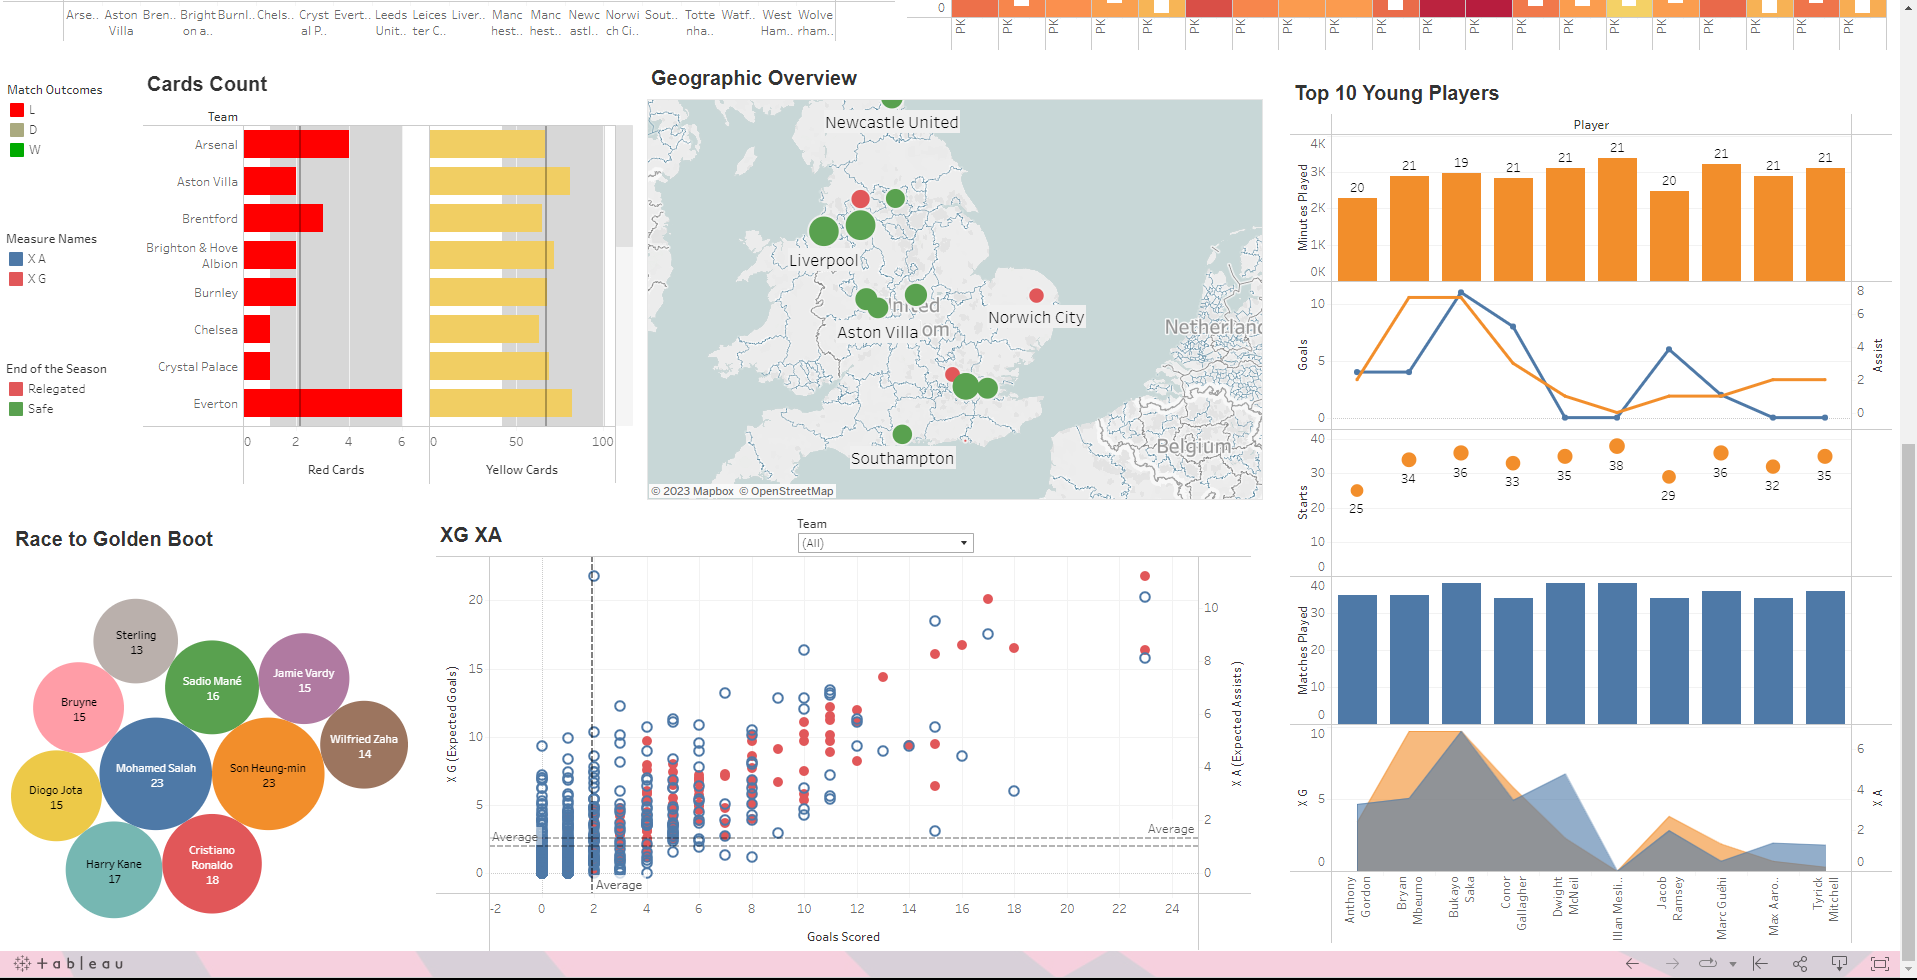 Arse.. Aston Bren.. Bright Burnl.. Chels.. Cryst Evert.. Leeds Leices Liver.. Manc Manc Newc Norwi Sout.. Totte Watf.. West Wolve
Villa on a.. al P.. Unit.. ter C.. hest.. hest.. astl.. ch Ci.. nha.. Ham.. rham..
0
PK PK PK PK PK PK PK PK PK PK PK PK PK PK PK PK PK PK PK PK
Match Outcomes
L
D
W
Measure Names
X A
X G
End of the Season
Relegated
Safe
Cards Count
Team
Arsenal
Aston Villa
Brentford
Brighton & Hove
Albion
Burnley
Chelsea
Crystal Palace
Everton
0 2 4 6 0 50 100
Red Cards Yellow Cards
Geographic Overview
Newcastle United
Liverpool
United
Aston Villa om
Norwich City
Netherland
Belgium
Southampton
© 2023 Mapbox © OpenStreetMap
Top 10 Young Players
Player
Minutes Played
4K
3K
2K
1K
0K
20 21 19 21 21 21 20 21 21 21
Goals
10
5
0
8
6
4
2
0
Assist
Starts
40
30
20
10
0
25 34 36 33 35 38 29 36 32 35
Matches Played
40
30
20
10
0
X G
10
5
0
6
4
2
0
X A
Anthony
Gordon
Bryan
Mbeumo
Bukayo
Saka
Conor
Gallagher
Dwight
McNeil
Illan Mesli..
Jacob
Ramsey
Marc Guéhi
Max Aaro..
Tyrick
Mitchell
Race to Golden Boot
Sterling
13
Sadio Mané
16
Jamie Vardy
15
Bruyne
15
Wilfried Zaha
14
Mohamed Salah
23
Son Heung-min
23
Diogo Jota
15
Harry Kane
17
Cristiano
Ronaldo
18
XG XA
Team
(All)
X G (Expected Goals)
20
15
10
5
0
10
8
6
4
2
0
X A (Expected Assists)
Average
Average
Average
-2 0 2 4 6 8 10 12 14 16 18 20 22 24
Goals Scored
+ableau